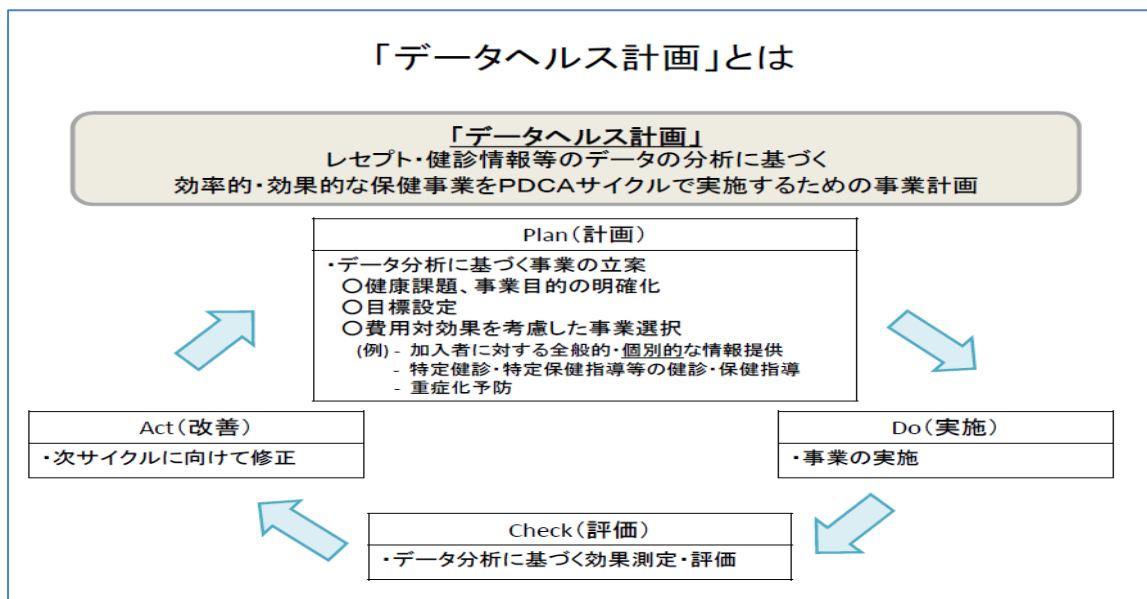 「データヘルス計画」とは
「データヘルス計画」
レセプト・健診情報等のデータの分析に基づく
効率的・効果的な保健事業をPDCAサイクルで実施するための事業計画
Plan(計画)
・データ分析に基づく事業の立案
〇健康課題、事業目的の明確化
〇目標設定
〇費用対効果を考慮した事業選択
(例) - 加入者に対する全般的・個別的な情報提供
- 特定健診・特定保健指導等の健診・保健指導
- 重症化予防
Act(改善)
・次サイクルに向けて修正
Do(実施)
・事業の実施
Check(評価)
・データ分析に基づく効果測定・評価